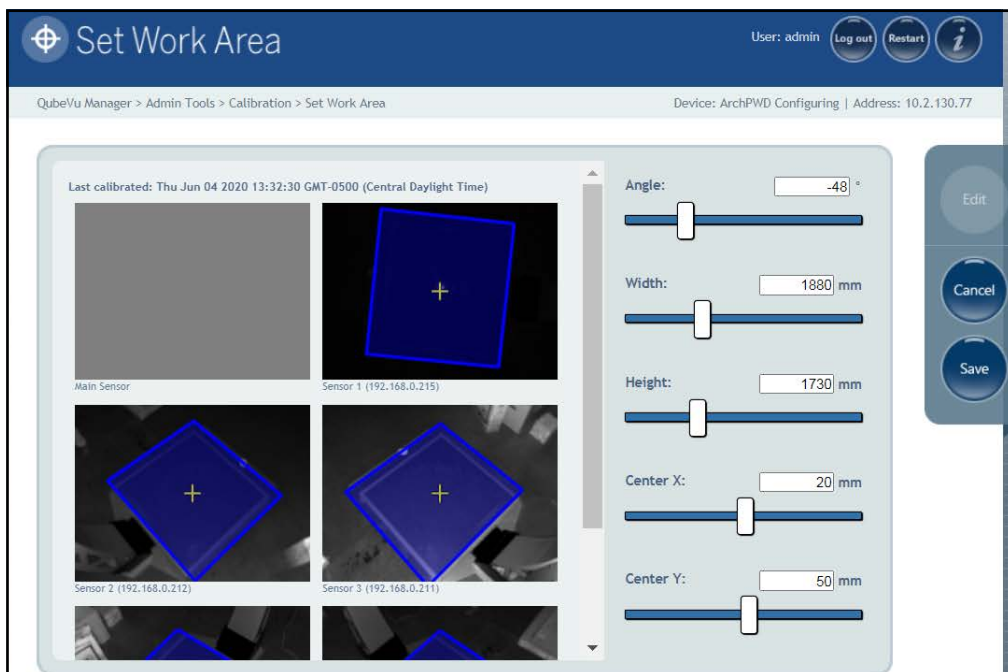 Set Work Area
User: admin
Log out
Restart
i
QubeVu Manager > Admin Tools > Calibration > Set Work Area
Device: ArchPWD Configuring | Address: 10.2.130.77
Last calibrated: Thu Jun 04 2020 13:32:30 GMT-0500 (Central Daylight Time)
Main Sensor
Sensor 1 (192.168.0.215)
Sensor 2 (192.168.0.212)
Sensor 3 (192.168.0.211)
Angle: -48 °
Width: 1880 mm
Height: 1730 mm
Center X: 20 mm
Center Y: 50 mm
Edit
Cancel
Save